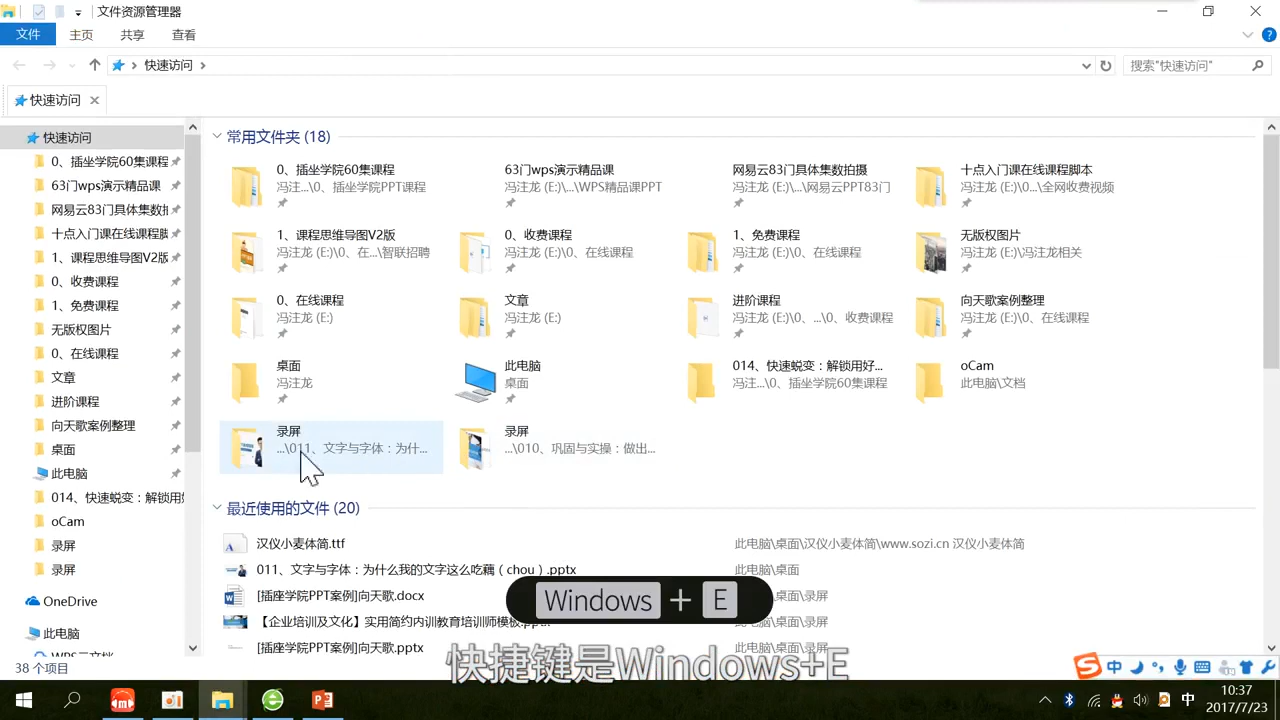 文件资源管理器
文件 主页 共享 查看
快速访问
搜索"快速访问"
快速访问
快速访问
0、插坐学院60集课程
63门wps演示精品课
网易云83门具体集数拍
十点入门课在线课程脚
1、课程思维导图V2版
0、收费课程
1、免费课程
无版权图片
0、在线课程
文章
进阶课程
向天歌案例整理
桌面
此电脑
014、快速蜕变：解锁用好
oCam
录屏
录屏
OneDrive
此电脑
38 个项目
常用文件夹 (18)
0、插坐学院60集课程
冯注...\0、插坐学院PPT课程
63门wps演示精品课
冯注龙 (E:)\...\WPS精品课PPT
网易云83门具体集数拍摄
冯注龙 (E:)\...\网易云PPT83门
十点入门课在线课程脚本
冯注龙 (E:)\0...\全网收费视频
1、课程思维导图V2版
冯注龙 (E:)\0、在...\智联招聘
0、收费课程
冯注龙 (E:)\0、在线课程
1、免费课程
冯注龙 (E:)\0、在线课程
无版权图片
冯注龙 (E:)\冯注龙相关
0、在线课程
冯注龙 (E:)
文章
冯注龙 (E:)
进阶课程
冯注龙 (E:)\0、...\0、收费课程
向天歌案例整理
冯注龙 (E:)\0、在线课程
桌面
冯注龙
此电脑
桌面
014、快速蜕变：解锁用好...
冯注...\0、插坐学院60集课程
oCam
此电脑\文档
录屏
...\011、文字与字体：为什...
录屏
...\010、巩固与实操：做出...
最近使用的文件 (20)
汉仪小麦体简.ttf 此电脑\桌面\汉仪小麦体简\www.sozi.cn 汉仪小麦体简
011、文字与字体：为什么我的文字这么吃藕（chou）.pptx 此电脑\桌面
[插座学院PPT案例]向天歌.docx 此电脑\桌面\录屏
【企业培训及文化】实用简约内训教育培训师模板.pptx 此电脑\桌面\录屏
[插座学院PPT案例]向天歌.pptx 此电脑\桌面\录屏
Windows + E
快捷键是Windows+E
中
中
10:37
2017/7/23